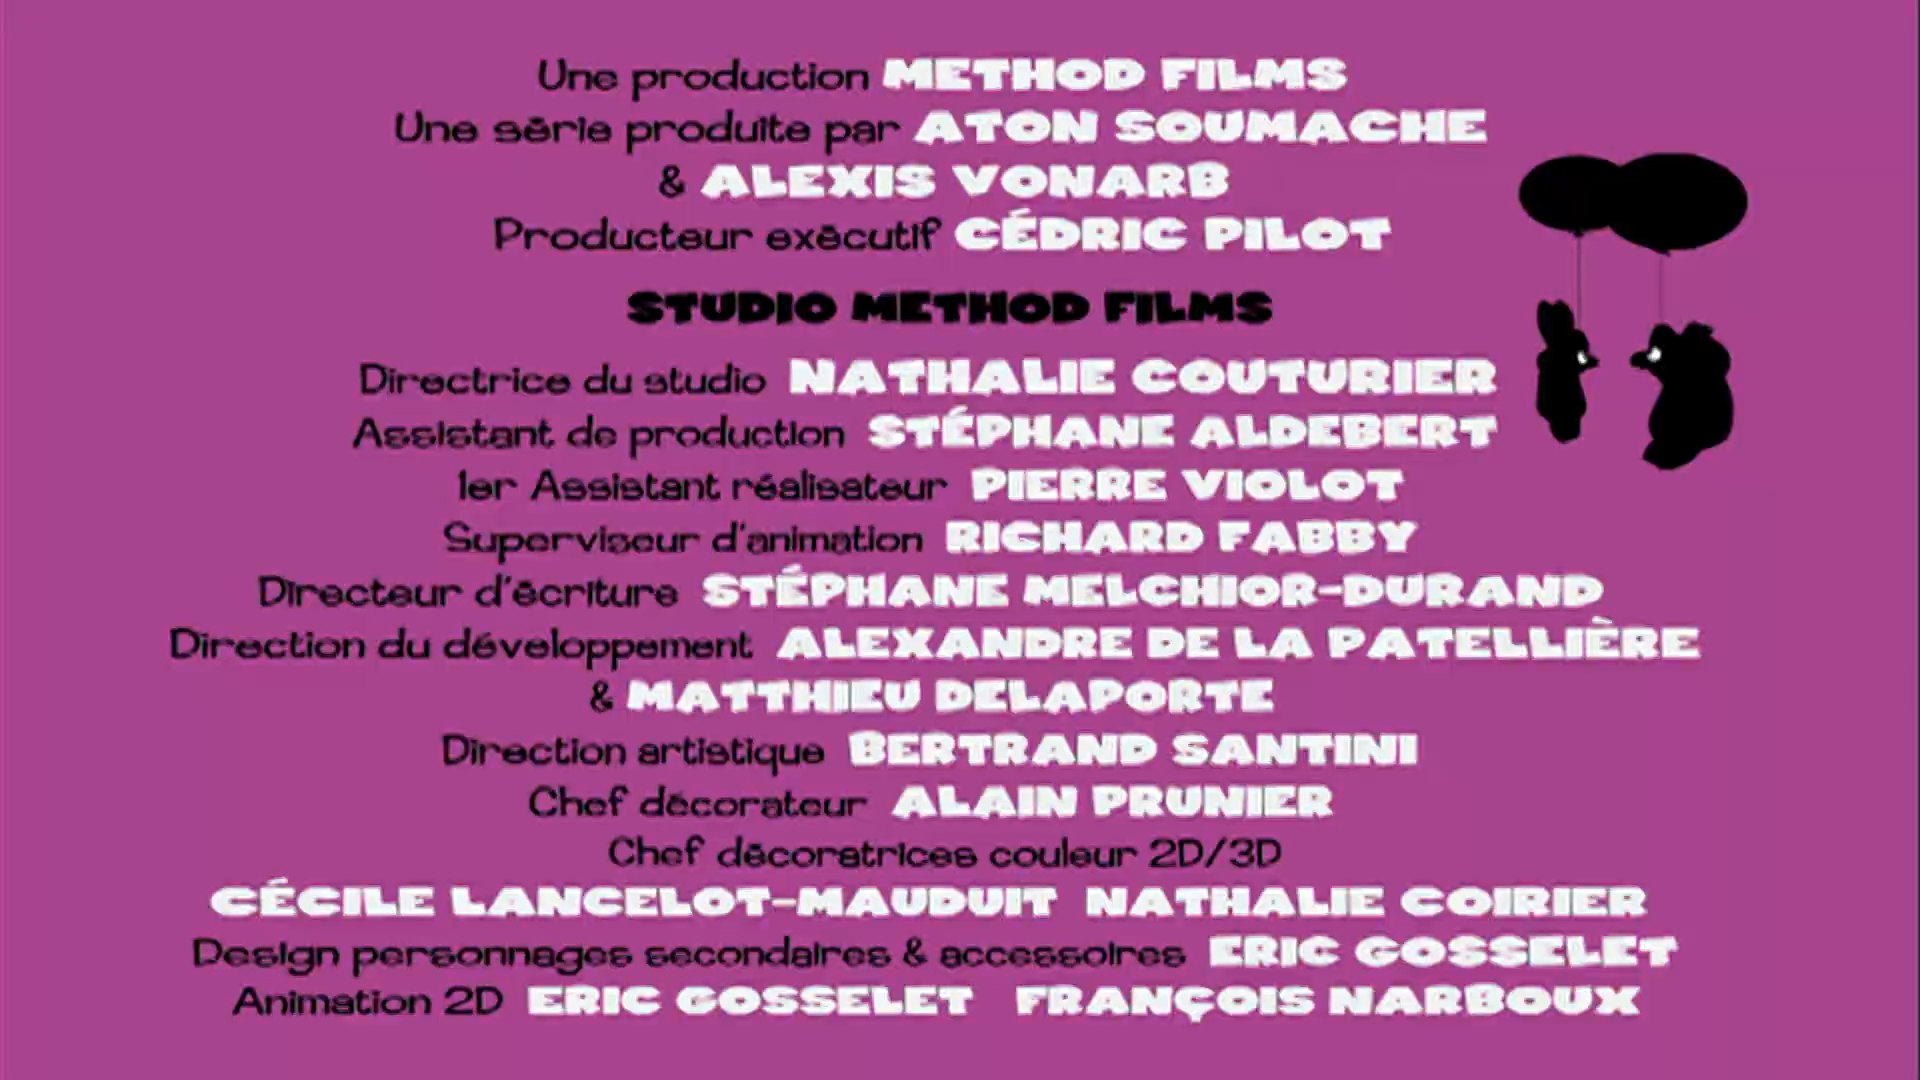 Une production METHOD FILMS
Une série produite par ATON SOUMACHE
& ALEXIS VONARB
Producteur exécutif CÉDRIC PILOT
STUDIO METHOD FILMS
Directrice du studio NATHALIE COUTURIER
Assistant de production STÉPHANE ALDEBERT
1er Assistant réalisateur PIERRE VIOLOT
Superviseur d'animation RICHARD FABBY
Directeur d'écriture STÉPHANE MELCHIOR-DURAND
Direction du développement ALEXANDRE DE LA PATELLIÈRE
& MATTHIEU DELAPORTE
Direction artistique BERTRAND SANTINI
Chef décorateur ALAIN PRUNIER
Chef décoratrices couleur 2D/3D
CÉCILE LANCELOT-MAUDUIT NATHALIE COIRIER
Design personnages secondaires & accessoires ERIC GOSSELET
Animation 2D ERIC GOSSELET FRANÇOIS NARBOUX